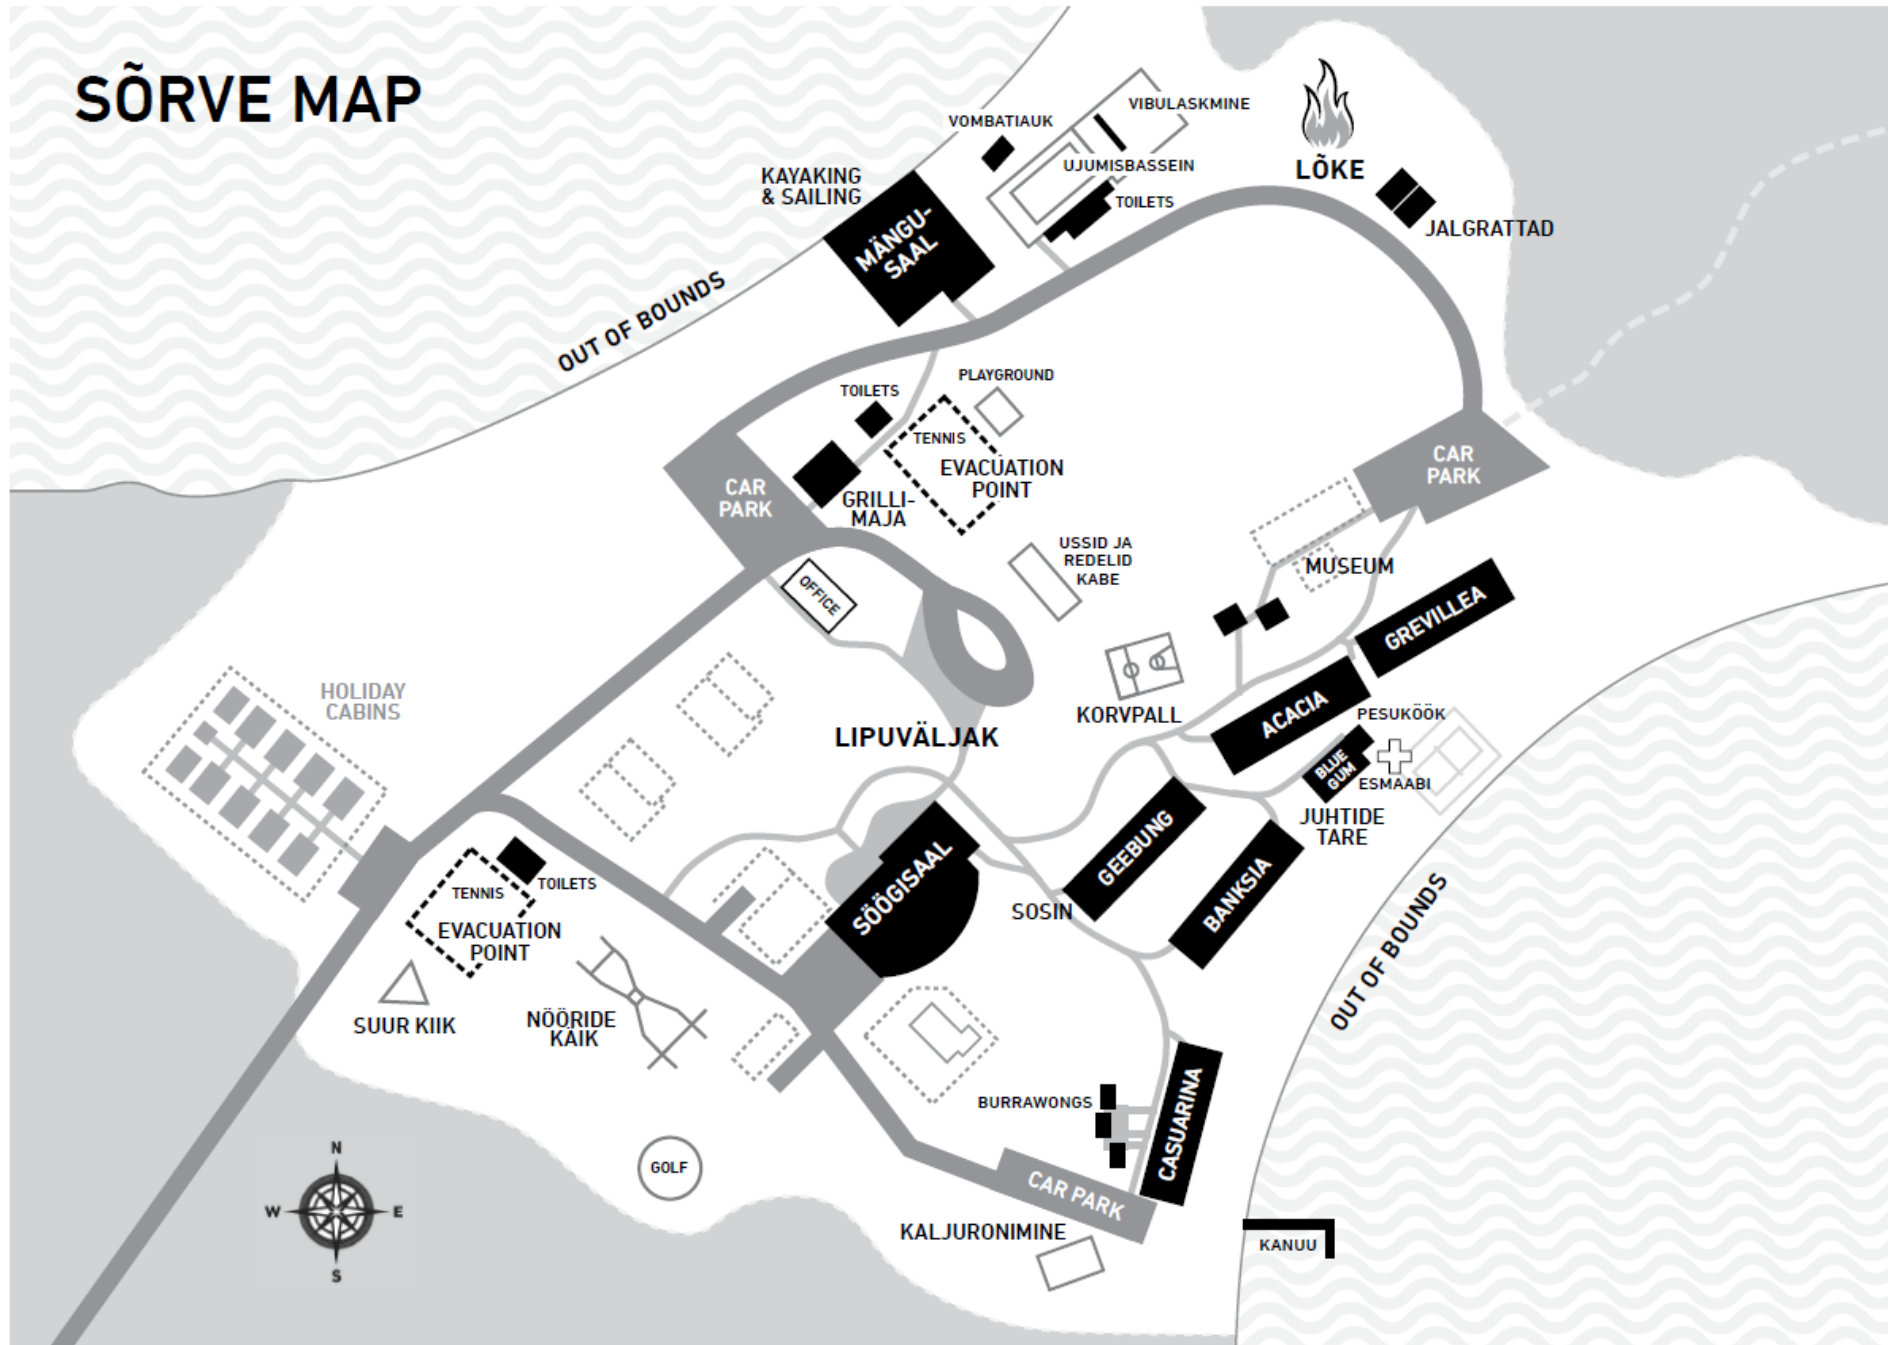 SÕRVE MAP
VOMBATIAUK
VIBULASKMINE
UJUMISBASSEIN
TOILETS
LÕKE
JALGRATTAD
KAYAKING
& SAILING
MÄNGU-
SAAL
OUT OF BOUNDS
TOILETS
PLAYGROUND
TENNIS
EVACUATION
POINT
CAR
PARK
GRILLI-
MAJA
CAR
PARK
OFFICE
USSID JA
REDELID
KABE
MUSEUM
GREVILLEA
HOLIDAY
CABINS
KORVPALL
ACACIA
PESUKÖÖK
LIPUVÄLJAK
BLUE
GUM
ESMAABI
JUHTIDE
TARE
GEEBUNG
BANKSIA
SÖÖGISAAL
SOSIN
OUT OF BOUNDS
TENNIS
TOILETS
EVACUATION
POINT
SUUR KIIK
NÖÖRIDE
KÄIK
BURRAWONGS
CASUARINA
GOLF
CAR PARK
KALJURONIMINE
KANUU
N
W
E
S